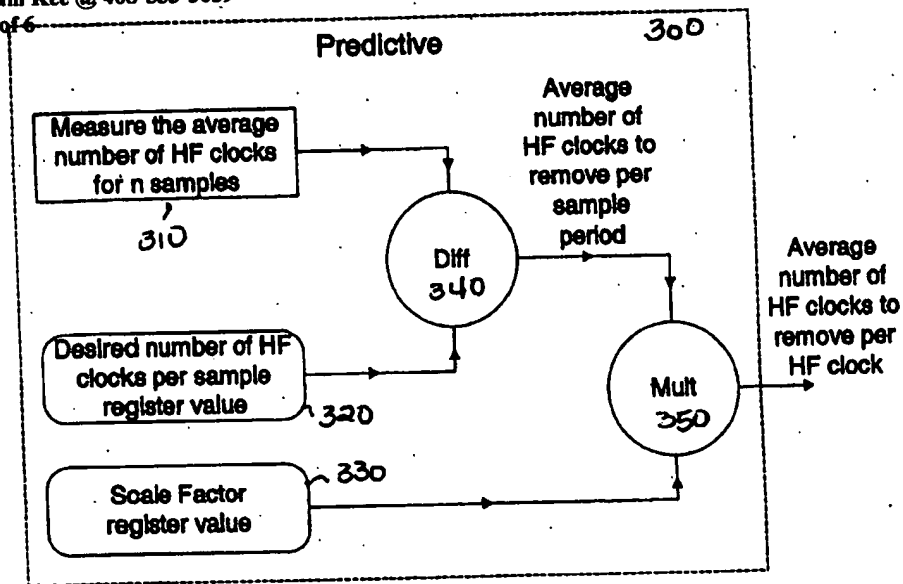 of 6
Predictive
300
Measure the average
number of HF clocks
for n samples
310
Average
number of
HF clocks to
remove per
sample
period
Diff
340
Average
number of
HF clocks to
remove per
HF clock
Desired number of HF
clocks per sample
register value
320
Mult
350
330
Scale Factor
register value